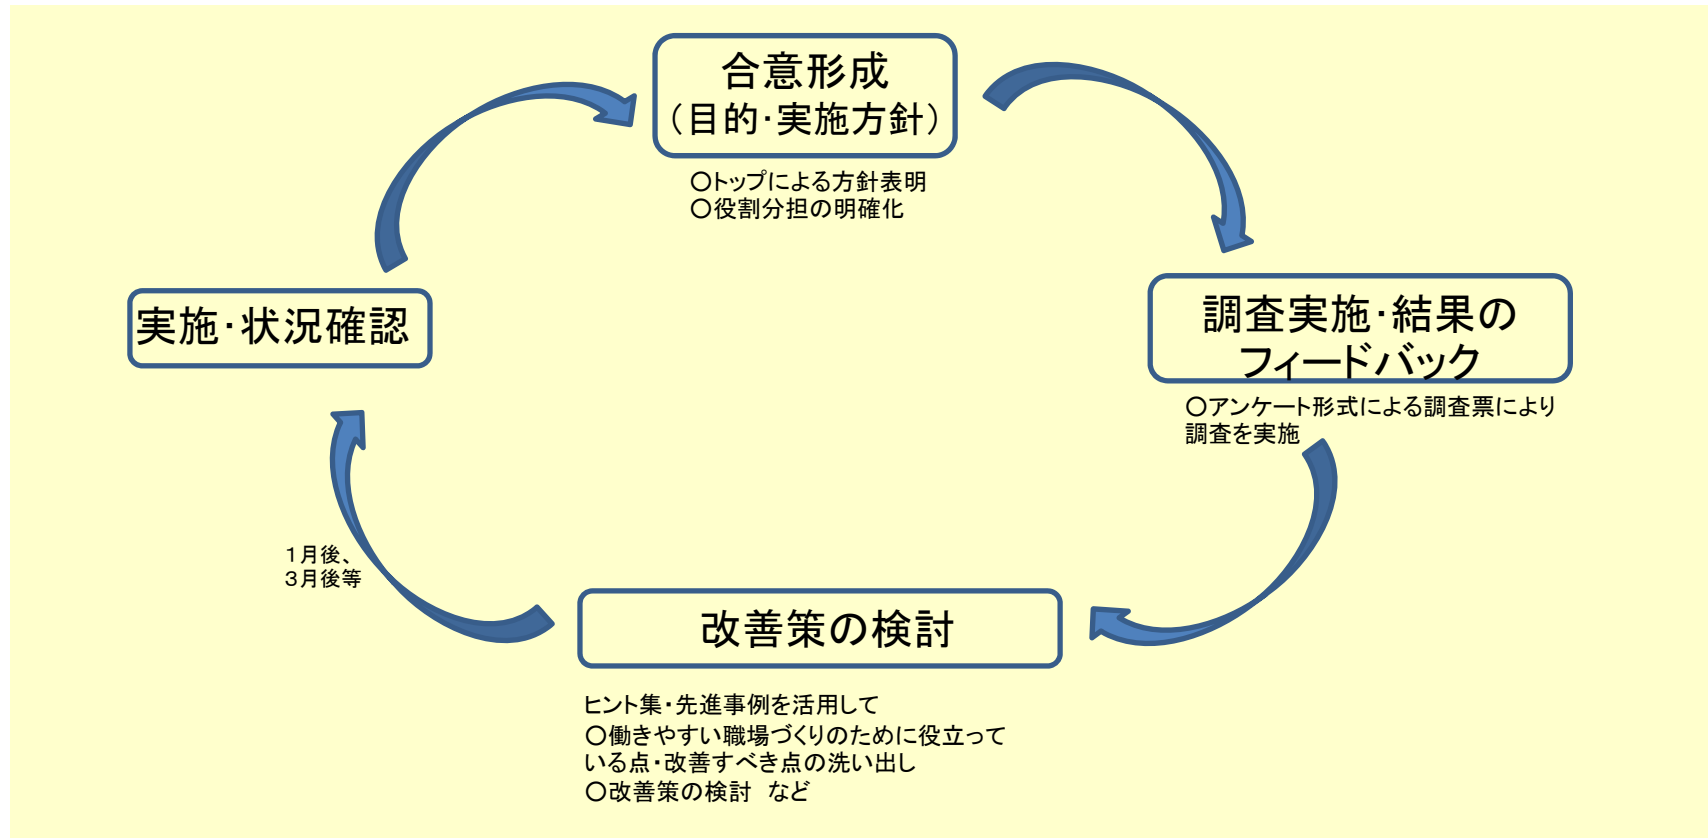 合意形成
（目的・実施方針）
〇トップによる方針表明
〇役割分担の明確化
調査実施・結果の
フィードバック
〇アンケート形式による調査票により
調査を実施
改善策の検討
ヒント集・先進事例を活用して
〇働きやすい職場づくりのために役立って
いる点・改善すべき点の洗い出し
〇改善策の検討　など
１月後、
３月後等
実施・状況確認